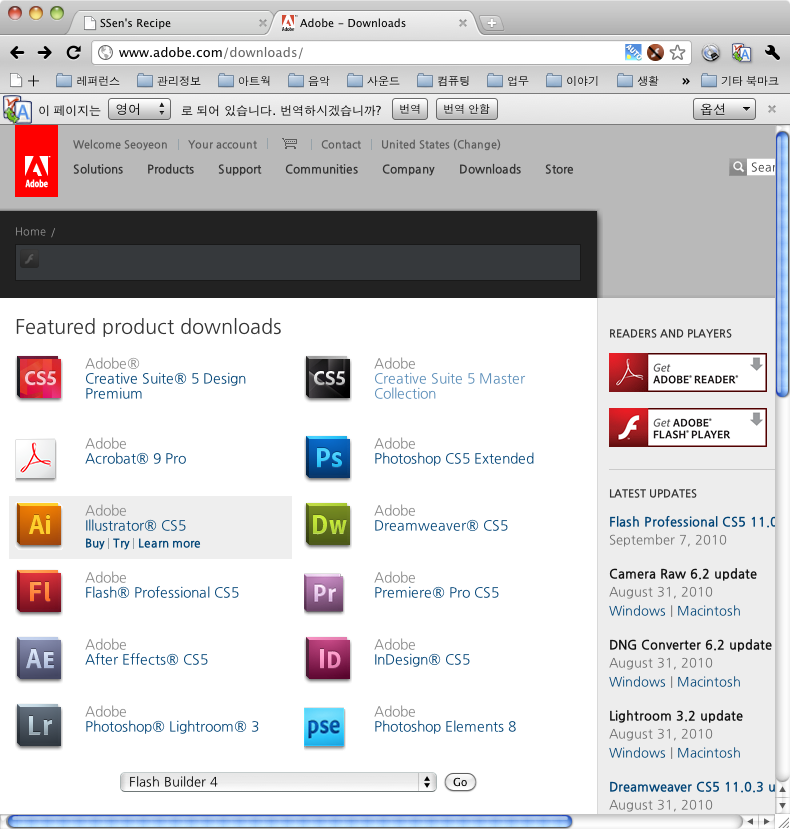 SSen's Recipe
Adobe – Downloads
www.adobe.com/downloads/
레퍼런스 관리정보 아트웍 음악 사운드 컴퓨팅 업무 이야기 생활 » 기타 북마크
이 페이지는 영어 로 되어 있습니다. 번역하시겠습니까? 번역 번역 안함 옵션
Welcome Seoyeon | Your account | Contact | United States (Change)
Adobe
Solutions Products Support Communities Company Downloads Store
Sear
Home /
Featured product downloads
CS5
Adobe®
Creative Suite® 5 Design
Premium
CS5
Adobe
Creative Suite 5 Master
Collection
Adobe
Acrobat® 9 Pro
Ps
Adobe
Photoshop CS5 Extended
Ai
Adobe
Illustrator® CS5
Buy | Try | Learn more
Dw
Adobe
Dreamweaver® CS5
Fl
Adobe
Flash® Professional CS5
Pr
Adobe
Premiere® Pro CS5
AE
Adobe
After Effects® CS5
ID
Adobe
InDesign® CS5
Lr
Adobe
Photoshop® Lightroom® 3
pse
Adobe
Photoshop Elements 8
Flash Builder 4 Go
READERS AND PLAYERS
Get
ADOBE® READER®
Get ADOBE®
FLASH® PLAYER
LATEST UPDATES
Flash Professional CS5 11.0
September 7, 2010
Camera Raw 6.2 update
August 31, 2010
Windows | Macintosh
DNG Converter 6.2 update
August 31, 2010
Windows | Macintosh
Lightroom 3.2 update
August 31, 2010
Windows | Macintosh
Dreamweaver CS5 11.0.3 u
August 31, 2010